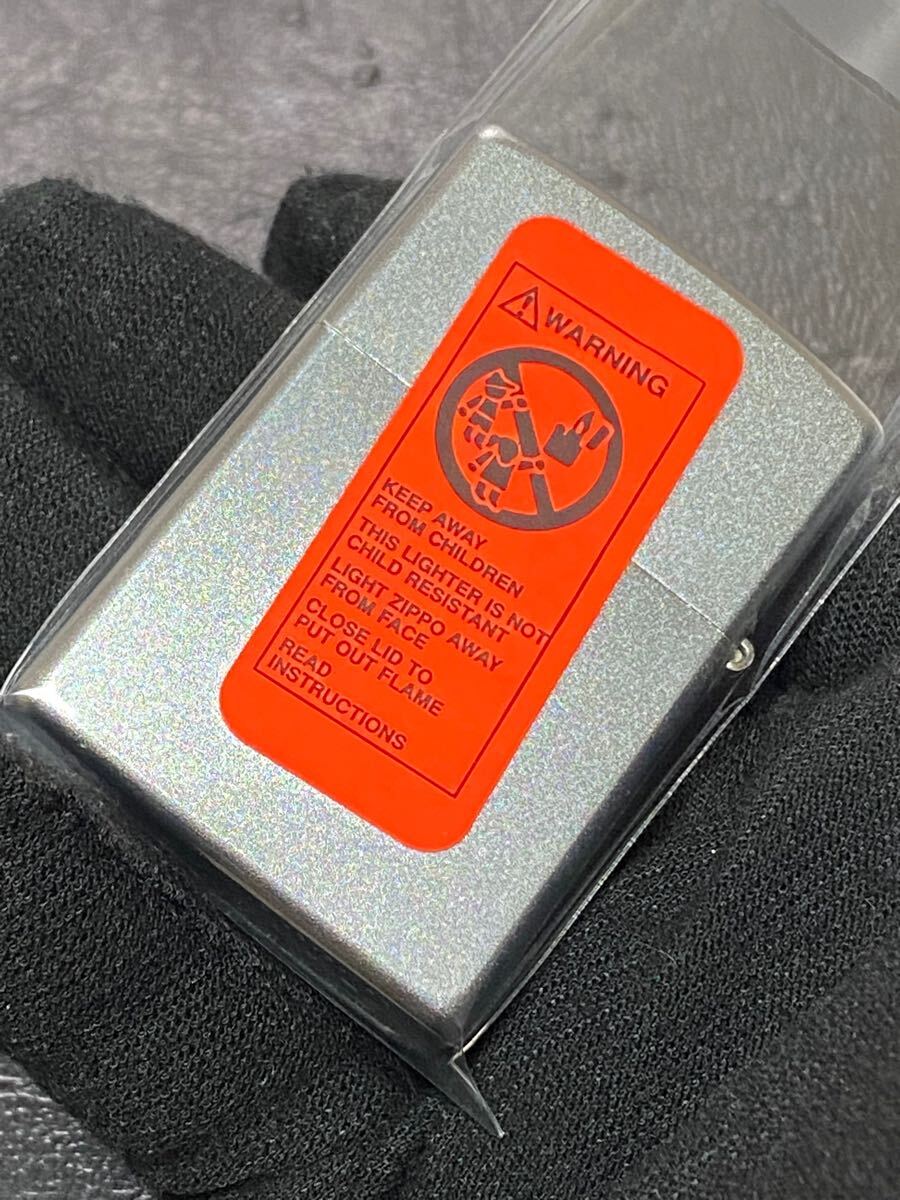 WARNING
KEEP AWAY
FROM CHILDREN
THIS LIGHTER IS NOT
CHILD RESISTANT
LIGHT ZIPPO AWAY
FROM FACE
CLOSE LID TO
PUT OUT FLAME
READ
INSTRUCTIONS